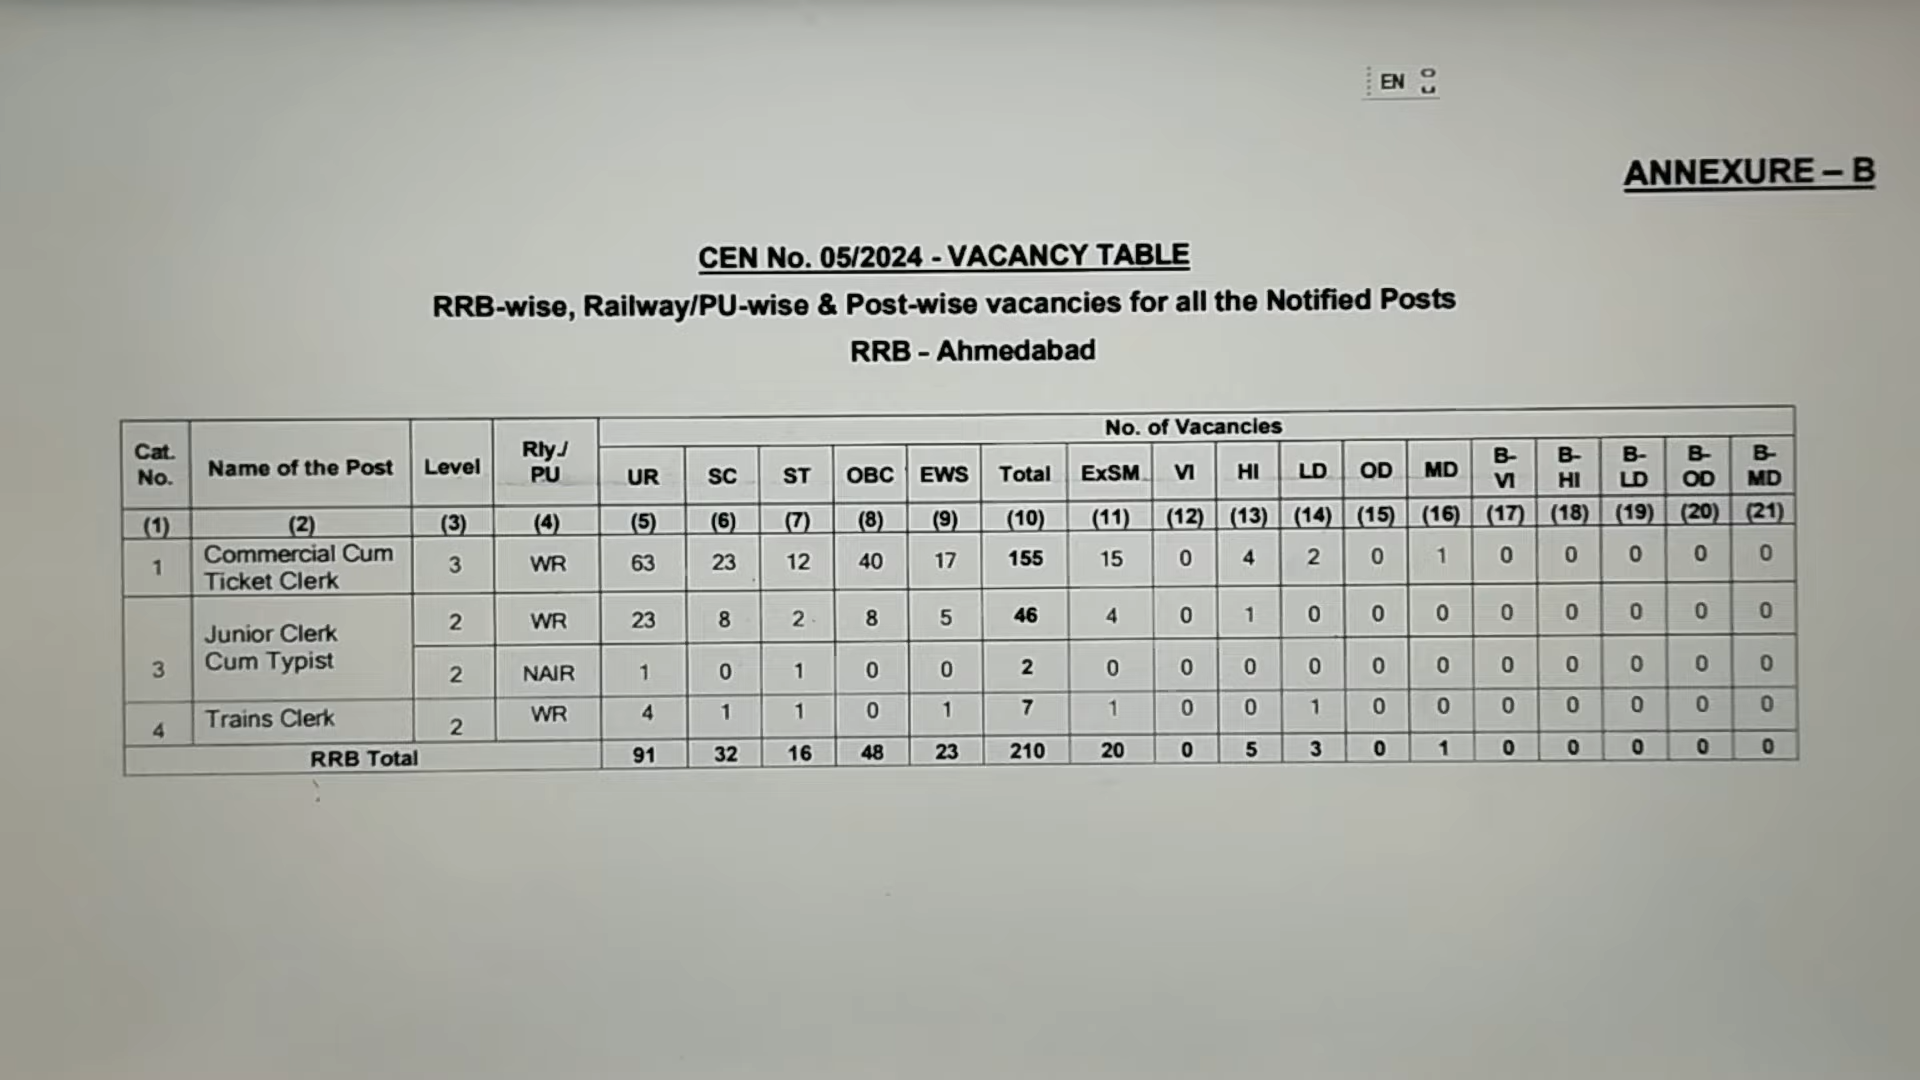 EN
ANNEXURE – B
CEN No. 05/2024 - VACANCY TABLE
RRB-wise, Railway/PU-wise & Post-wise vacancies for all the Notified Posts
RRB - Ahmedabad
Cat. No. Name of the Post Level Rly./ PU No. of Vacancies
UR SC ST OBC EWS Total ExSM VI HI LD OD MD B-VI B-HI B-LD B-OD B-MD
(1) (2) (3) (4) (5) (6) (7) (8) (9) (10) (11) (12) (13) (14) (15) (16) (17) (18) (19) (20) (21)
1 Commercial Cum Ticket Clerk 3 WR 63 23 12 40 17 155 15 0 4 2 0 1 0 0 0 0 0
3 Junior Clerk Cum Typist 2 WR 23 8 2 8 5 46 4 0 1 0 0 0 0 0 0 0 0
2 NAIR 1 0 1 0 0 2 0 0 0 0 0 0 0 0 0 0 0
4 Trains Clerk 2 WR 4 1 1 0 1 7 1 0 0 1 0 0 0 0 0 0 0
RRB Total 91 32 16 48 23 210 20 0 5 3 0 1 0 0 0 0 0